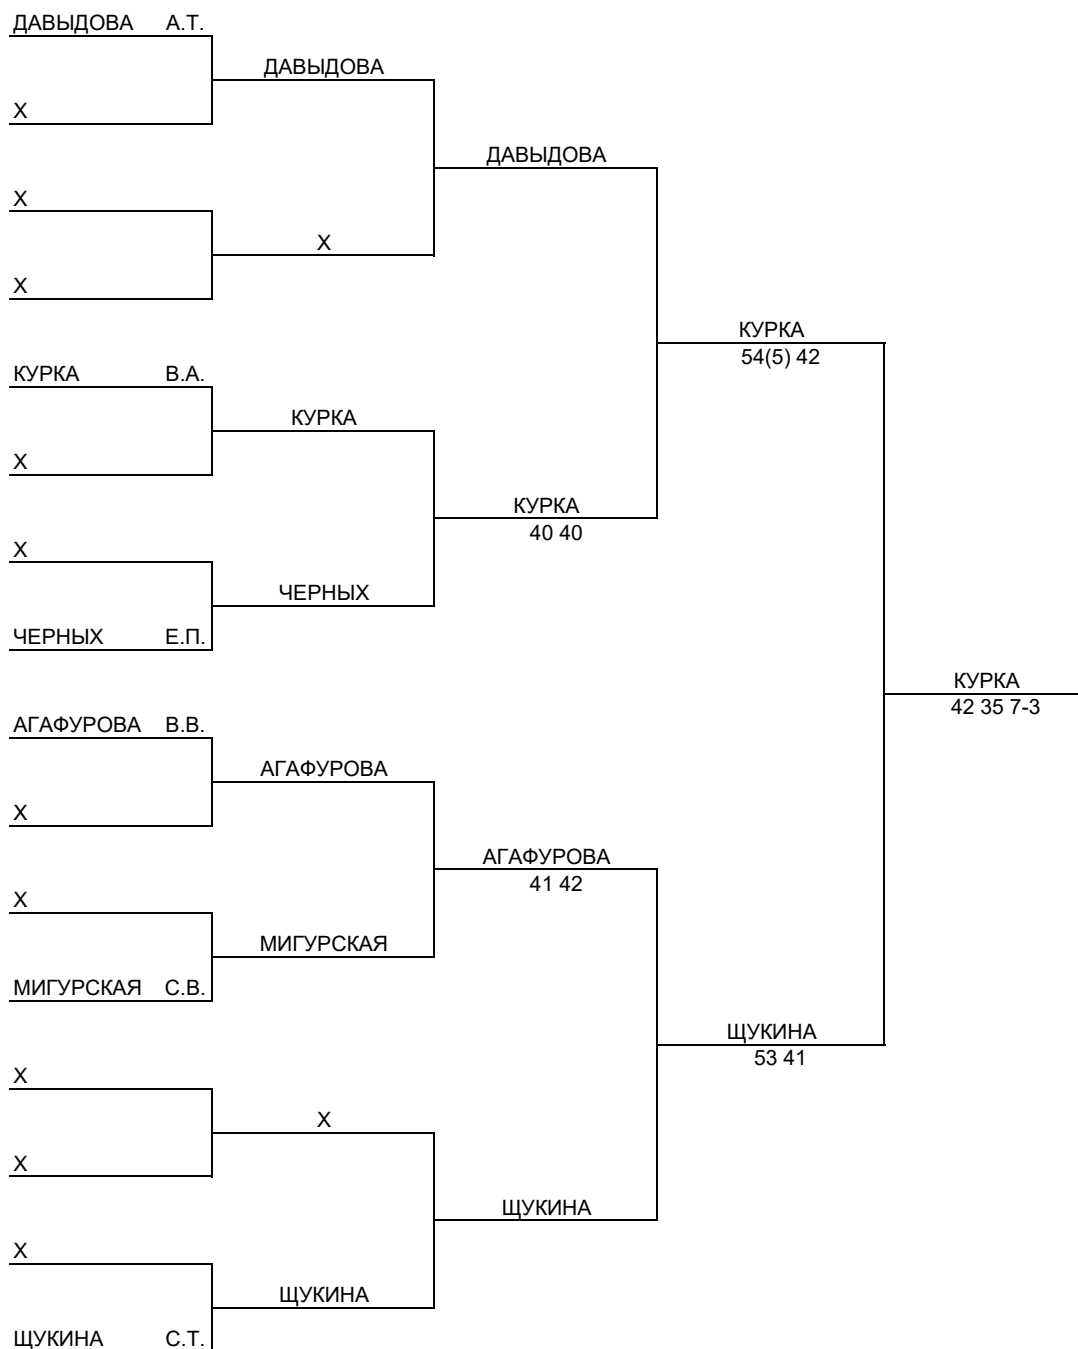 ДАВЫДОВА А.Т.
ДАВЫДОВА
X
ДАВЫДОВА
X
X
X
КУРКА
54(5) 42
КУРКА В.А.
КУРКА
X
КУРКА
40 40
X
ЧЕРНЫХ
ЧЕРНЫХ Е.П.
КУРКА
42 35 7-3
АГАФУРОВА В.В.
АГАФУРОВА
X
АГАФУРОВА
41 42
X
МИГУРСКАЯ
МИГУРСКАЯ С.В.
ЩУКИНА
53 41
X
X
X
ЩУКИНА
X
ЩУКИНА
ЩУКИНА С.Т.